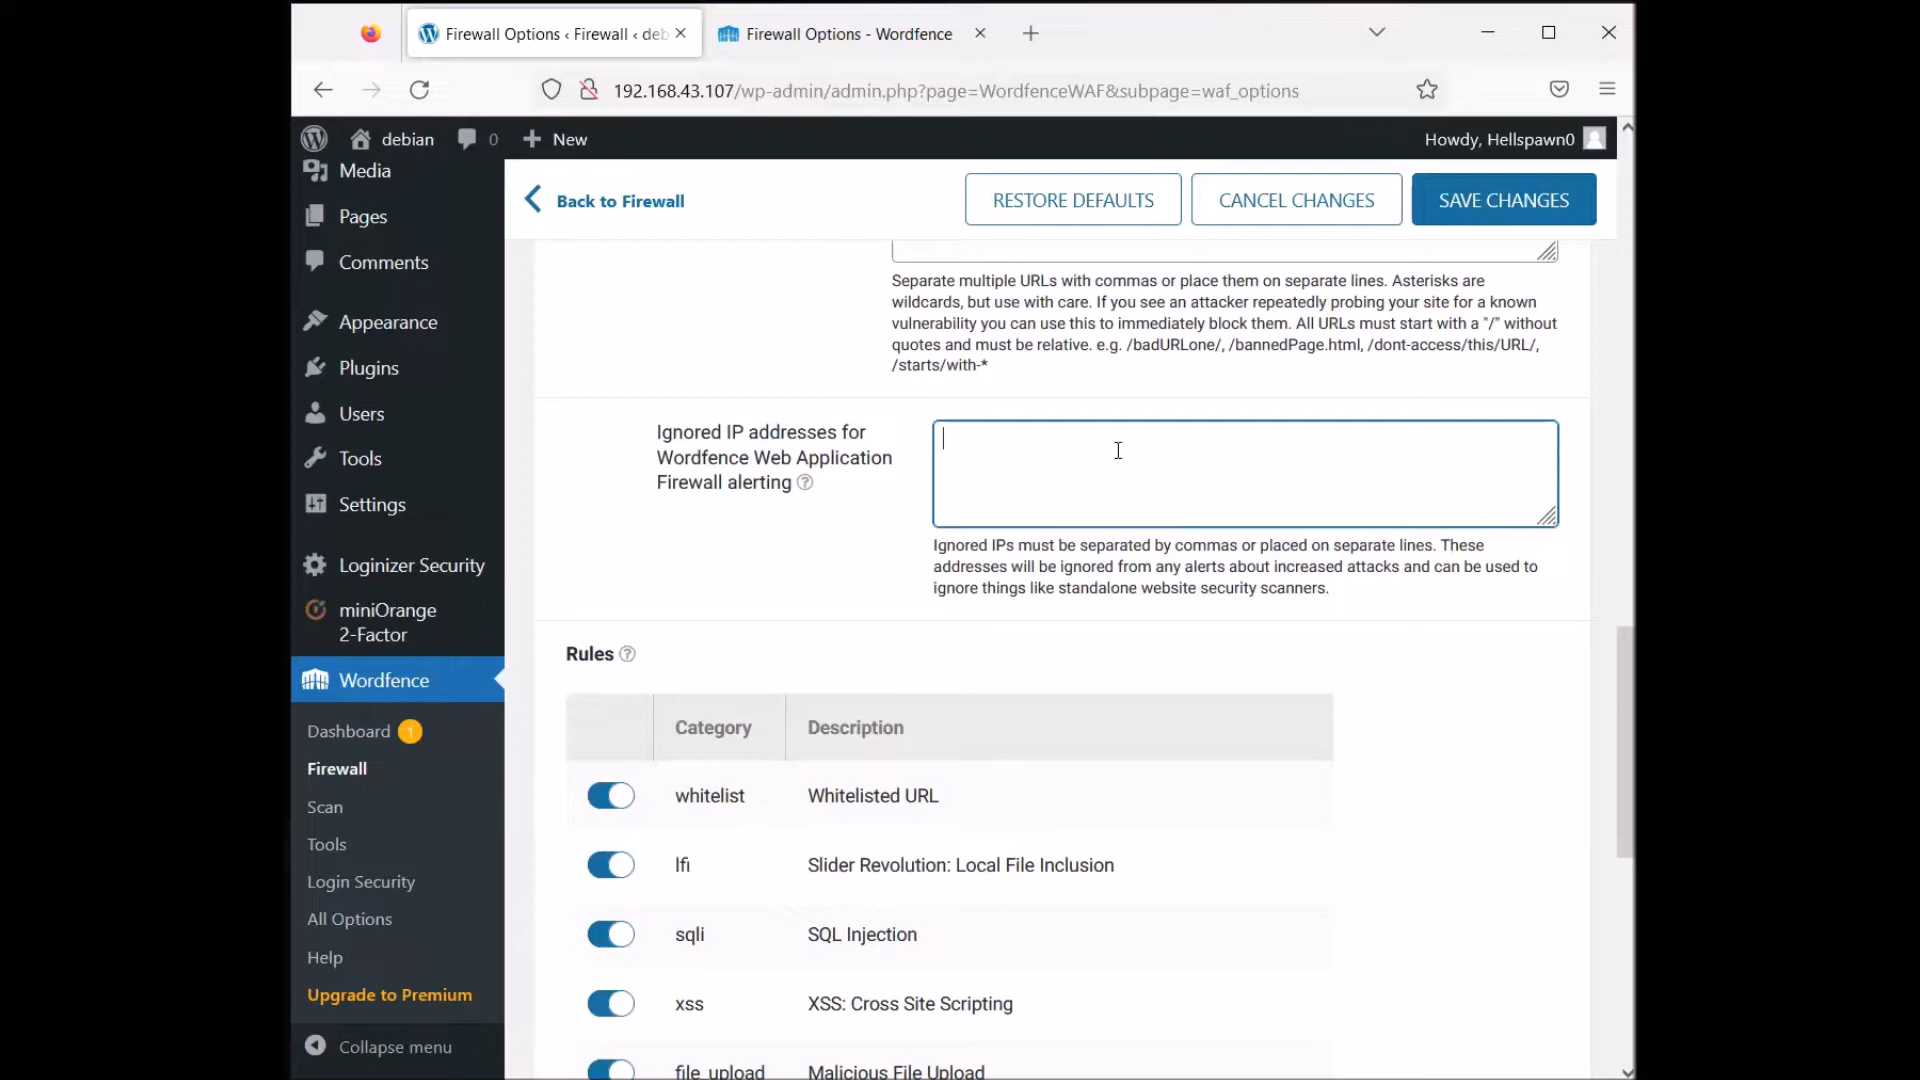 Firewall Options ‹ Firewall ‹ deb
Firewall Options - Wordfence
192.168.43.107/wp-admin/admin.php?page=WordfenceWAF&subpage=waf_options
debian
0
New
Howdy, Hellspawn0
Media
Pages
Comments
Appearance
Plugins
Users
Tools
Settings
Loginizer Security
miniOrange
2-Factor
Wordfence
Dashboard 1
Firewall
Scan
Tools
Login Security
All Options
Help
Upgrade to Premium
Collapse menu
Back to Firewall
RESTORE DEFAULTS
CANCEL CHANGES
SAVE CHANGES
Separate multiple URLs with commas or place them on separate lines. Asterisks are
wildcards, but use with care. If you see an attacker repeatedly probing your site for a known
vulnerability you can use this to immediately block them. All URLs must start with a "/" without
quotes and must be relative. e.g. /badURLone/, /bannedPage.html, /dont-access/this/URL/,
/starts/with-*
Ignored IP addresses for
Wordfence Web Application
Firewall alerting
Ignored IPs must be separated by commas or placed on separate lines. These
addresses will be ignored from any alerts about increased attacks and can be used to
ignore things like standalone website security scanners.
Rules
Category Description
whitelist Whitelisted URL
lfi Slider Revolution: Local File Inclusion
sqli SQL Injection
xss XSS: Cross Site Scripting
file_upload Malicious File Upload